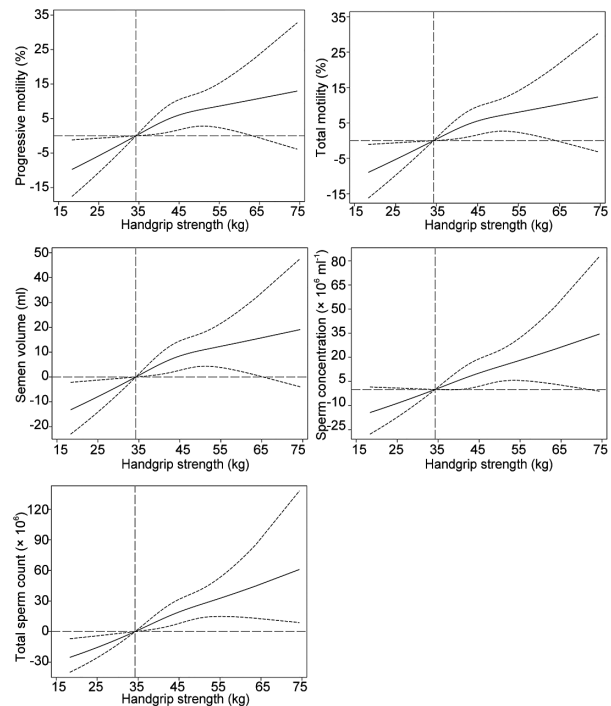 Progressive motility (%)
35
25
15
5
-5
-15
15 25 35 45 55 65 75
Handgrip strength (kg)
Total motility (%)
35
25
15
5
-5
-15
15 25 35 45 55 65 75
Handgrip strength (kg)
Semen volume (ml)
50
40
30
20
10
0
-10
-20
15 25 35 45 55 65 75
Handgrip strength (kg)
Sperm concentration (× 10⁶ ml⁻¹)
80
65
50
35
20
5
-10
-25
15 25 35 45 55 65 75
Handgrip strength (kg)
Total sperm count (× 10⁶)
120
90
60
30
0
-30
15 25 35 45 55 65 75
Handgrip strength (kg)